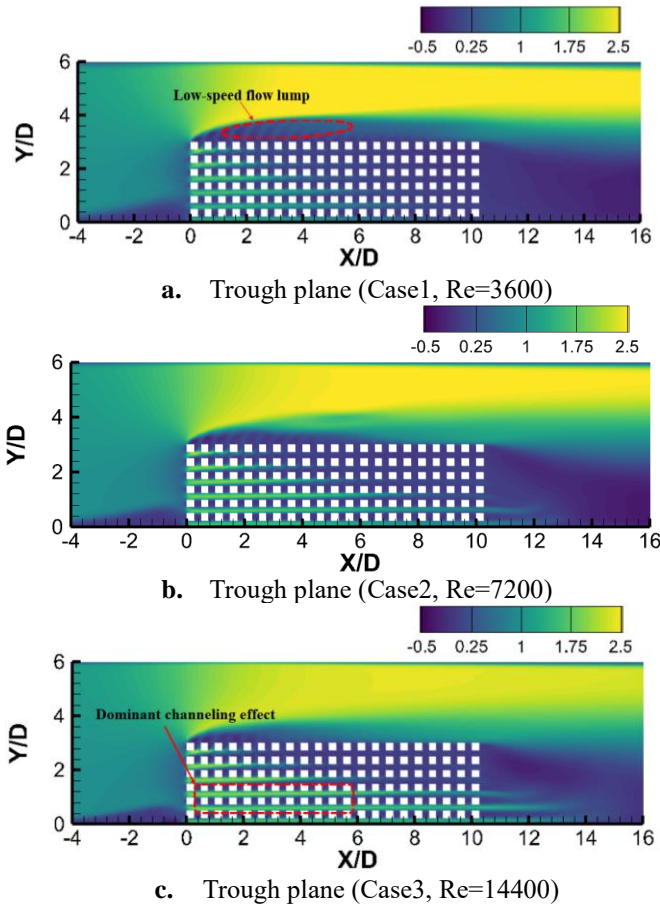 -0.5 0.25 1 1.75 2.5
6
Low-speed flow lump
4
Y/D
2
0
-4 -2 0 2 4 6 8 10 12 14 16
X/D
a. Trough plane (Case1, Re=3600)
-0.5 0.25 1 1.75 2.5
6
4
Y/D
2
0
-4 -2 0 2 4 6 8 10 12 14 16
X/D
b. Trough plane (Case2, Re=7200)
-0.5 0.25 1 1.75 2.5
6
Dominant channeling effect
4
Y/D
2
0
-4 -2 0 2 4 6 8 10 12 14 16
X/D
c. Trough plane (Case3, Re=14400)